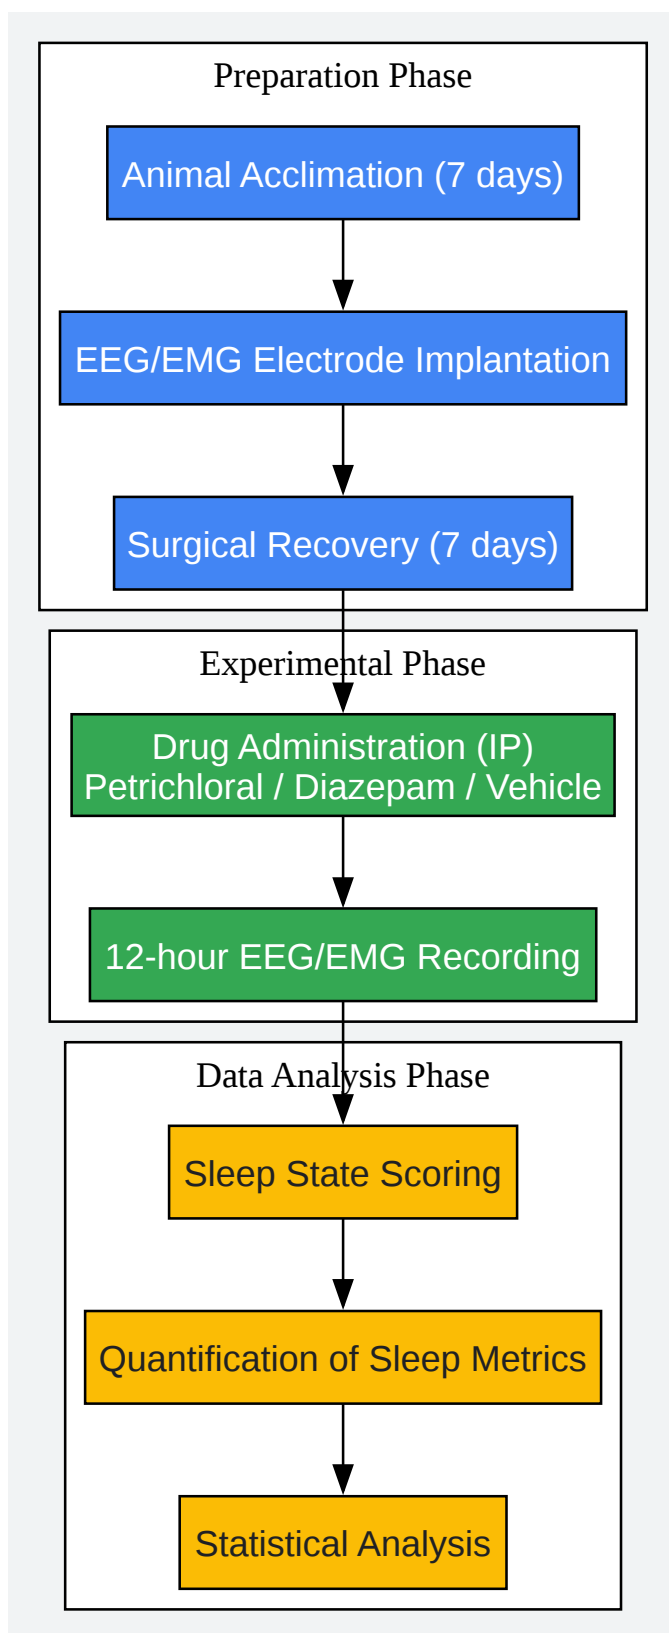 Preparation Phase
Animal Acclimation (7 days)
EEG/EMG Electrode Implantation
Surgical Recovery (7 days)
Experimental Phase
Drug Administration (IP)
Petrichloral / Diazepam / Vehicle
12-hour EEG/EMG Recording
Data Analysis Phase
Sleep State Scoring
Quantification of Sleep Metrics
Statistical Analysis